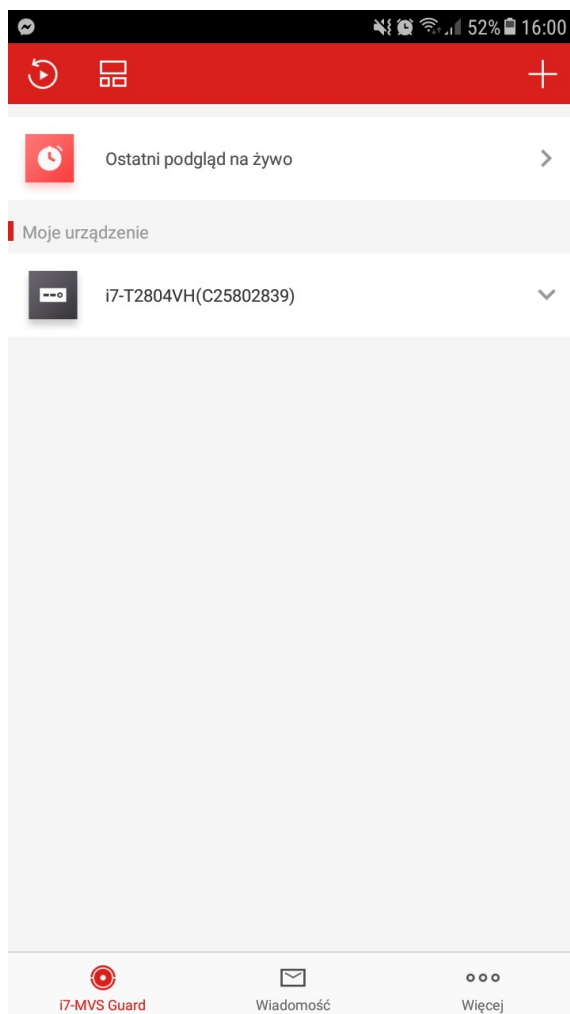 52% 16:00
Ostatni podgląd na żywo
Moje urządzenie
i7-T2804VH(C25802839)
i7-MVS Guard Wiadomość Więcej